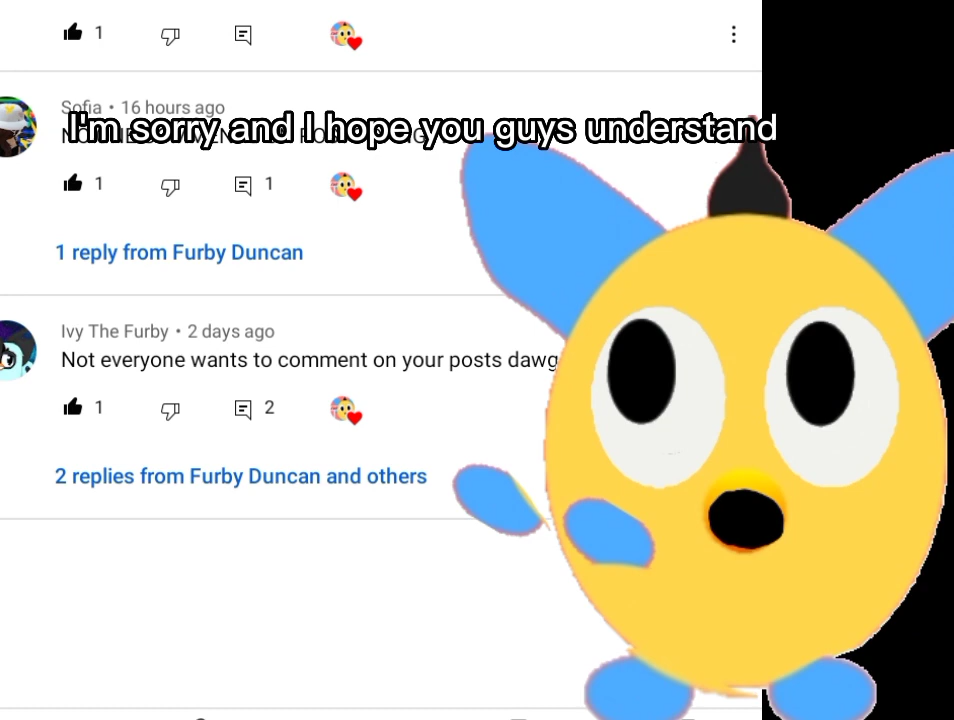 1
Sofia • 16 hours ago
I'm sorry and I hope you guys understand
1
1
1 reply from Furby Duncan
Ivy The Furby • 2 days ago
Not everyone wants to comment on your posts dawg
1
2
2 replies from Furby Duncan and others